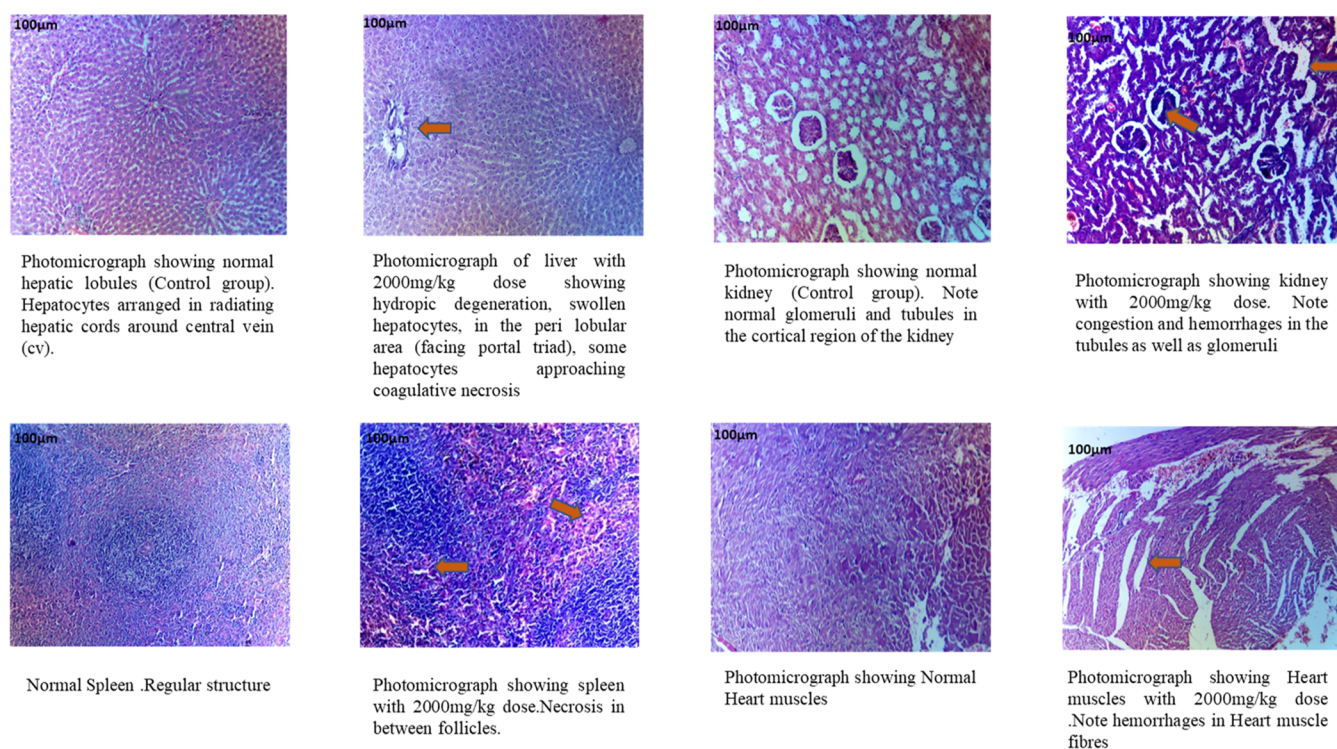 100μm
100μm
100μm
100μm
Photomicrograph showing normal
hepatic lobules (Control group).
Hepatocytes arranged in radiating
hepatic cords around central vein
(cv).
Photomicrograph of liver with
2000mg/kg dose showing
hydropic degeneration, swollen
hepatocytes, in the peri lobular
area (facing portal triad), some
hepatocytes approaching
coagulative necrosis
Photomicrograph showing normal
kidney (Control group). Note
normal glomeruli and tubules in
the cortical region of the kidney
Photomicrograph showing kidney
with 2000mg/kg dose. Note
congestion and hemorrhages in the
tubules as well as glomeruli
100μm
100μm
100μm
100μm
Normal Spleen .Regular structure
Photomicrograph showing spleen
with 2000mg/kg dose.Necrosis in
between follicles.
Photomicrograph showing Normal
Heart muscles
Photomicrograph showing Heart
muscles with 2000mg/kg dose
.Note hemorrhages in Heart muscle
fibres